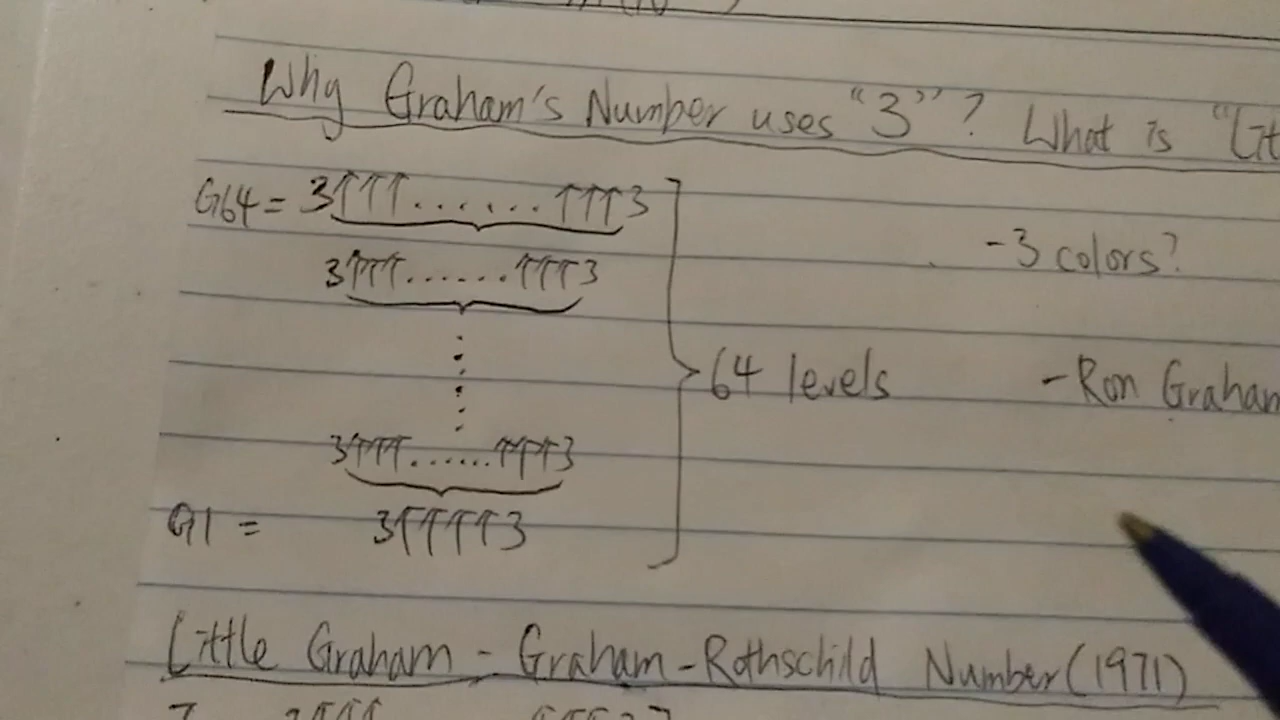 Why Graham's Number uses "3"? What is
G64 = 3↑↑↑.......↑↑↑3
-3 colors?
3↑↑↑.......↑↑↑3
64 levels
-Ron Graham
3↑↑↑.......↑↑↑3
G1 = 3↑↑↑↑3
Little Graham - Graham-Rothschild Number (1971)